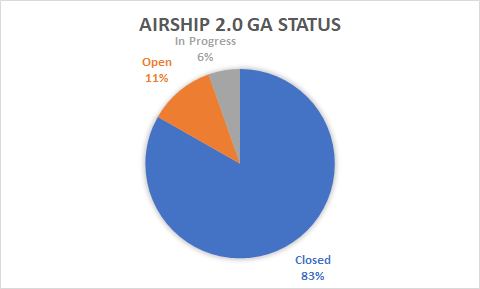 AIRSHIP 2.0 GA STATUS
In Progress
6%
Open
11%
Closed
83%